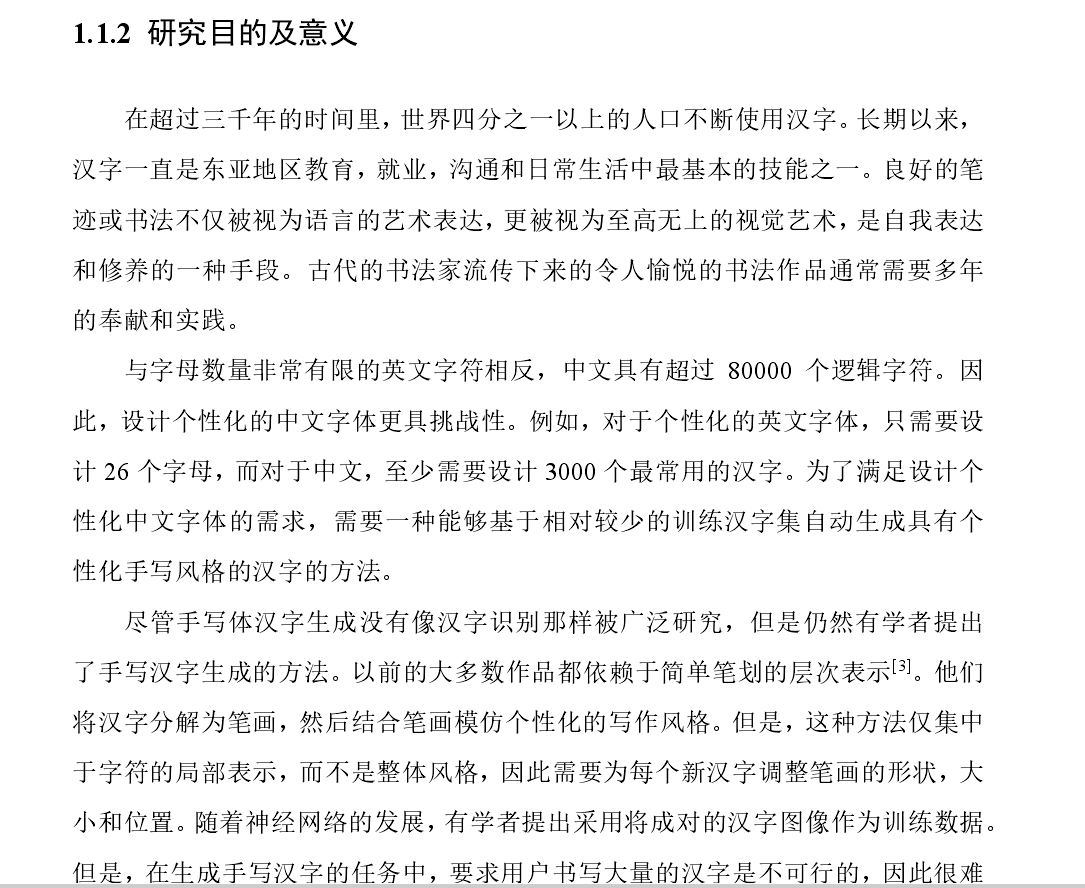 1.1.2 研究目的及意义
在超过三千年的时间里，世界四分之一以上的人口不断使用汉字。长期以来，
汉字一直是东亚地区教育，就业，沟通和日常生活中最基本的技能之一。良好的笔
迹或书法不仅被视为语言的艺术表达，更被视为至高无上的视觉艺术，是自我表达
和修养的一种手段。古代的书法家流传下来的令人愉悦的书法作品通常需要多年
的奉献和实践。
与字母数量非常有限的英文字符相反，中文具有超过 80000 个逻辑字符。因
此，设计个性化的中文字体更具挑战性。例如，对于个性化的英文字体，只需要设
计 26 个字母，而对于中文，至少需要设计 3000 个最常用的汉字。为了满足设计个
性化中文字体的需求，需要一种能够基于相对较少的训练汉字集自动生成具有个
性化手写风格的汉字的方法。
尽管手写体汉字生成没有像汉字识别那样被广泛研究，但是仍然有学者提出
了手写汉字生成的方法。以前的大多数作品都依赖于简单笔划的层次表示[3]。他们
将汉字分解为笔画，然后结合笔画模仿个性化的写作风格。但是，这种方法仅集中
于字符的局部表示，而不是整体风格，因此需要为每个新汉字调整笔画的形状，大
小和位置。随着神经网络的发展，有学者提出采用将成对的汉字图像作为训练数据。
但是，在生成手写汉字的任务中，要求用户书写大量的汉字是不可行的，因此很难